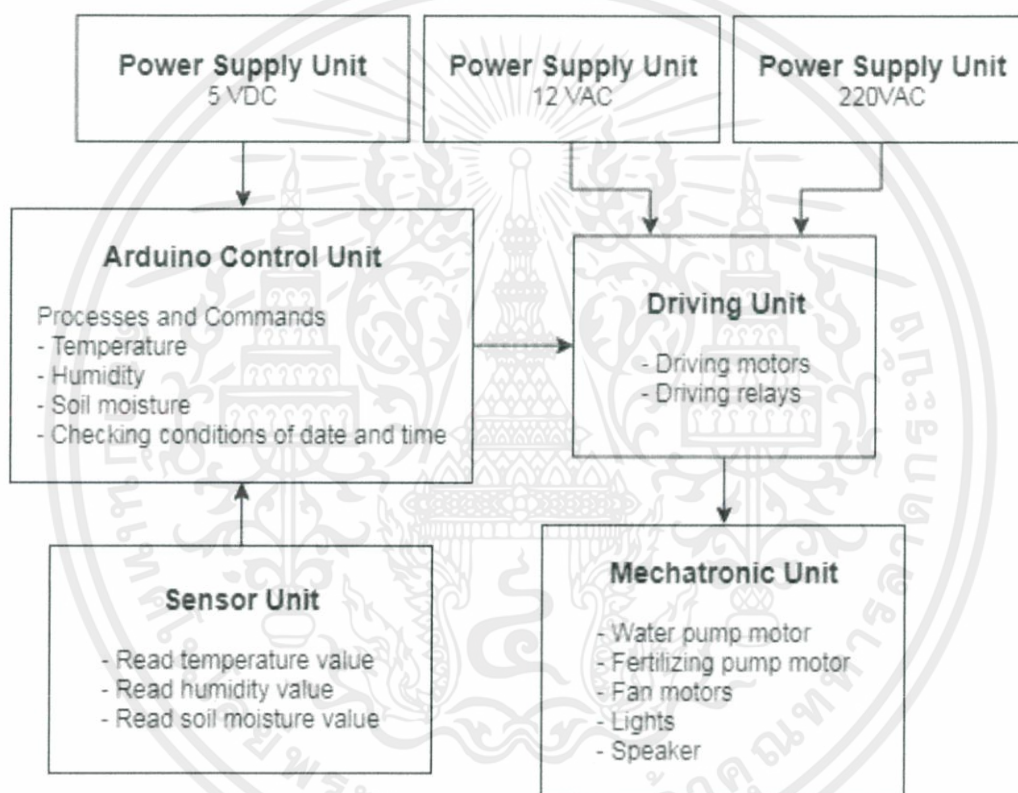 Power Supply Unit
5 VDC
Power Supply Unit
12 VAC
Power Supply Unit
220VAC
Arduino Control Unit
Processes and Commands
- Temperature
- Humidity
- Soil moisture
- Checking conditions of date and time
Driving Unit
- Driving motors
- Driving relays
Sensor Unit
- Read temperature value
- Read humidity value
- Read soil moisture value
Mechatronic Unit
- Water pump motor
- Fertilizing pump motor
- Fan motors
- Lights
- Speaker